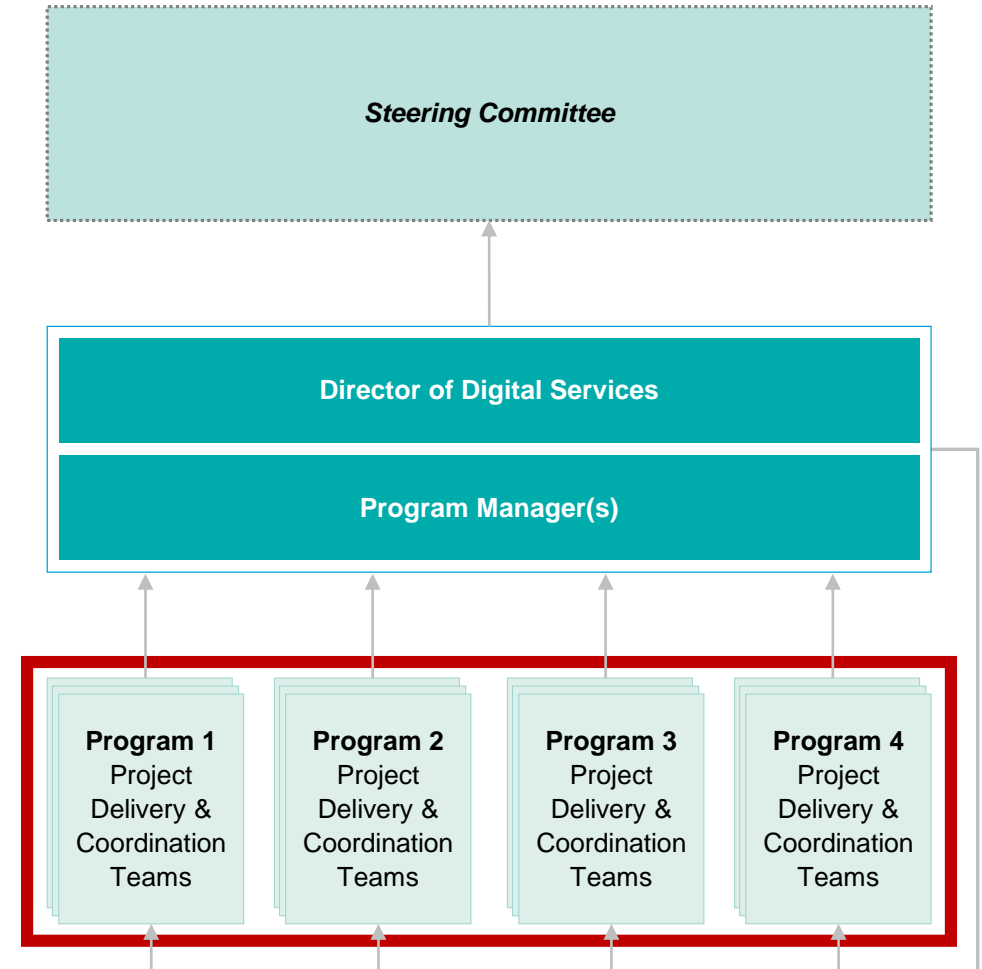 Steering Committee
Director of Digital Services
Program Manager(s)
Program 1
Project
Delivery &
Coordination
Teams
Program 2
Project
Delivery &
Coordination
Teams
Program 3
Project
Delivery &
Coordination
Teams
Program 4
Project
Delivery &
Coordination
Teams